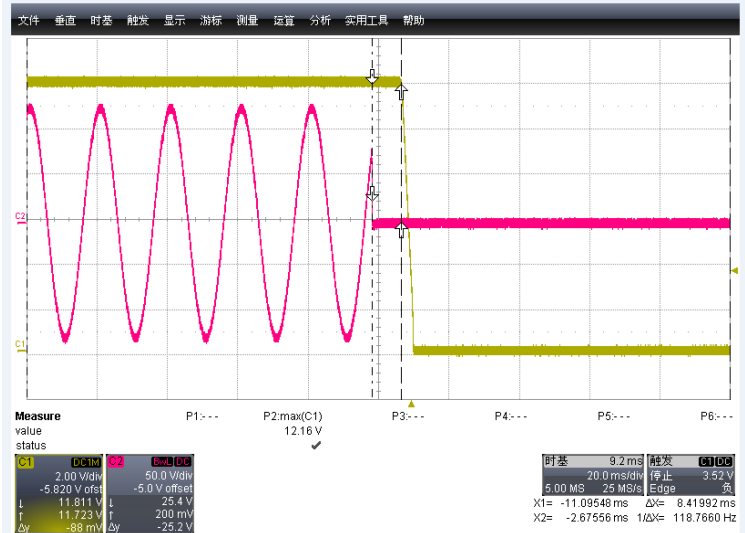 文件 垂直 时基 触发 显示 游标 测量 运算 分析 实用工具 帮助
C2
C1
Measure P1:- - - P2:max(C1) P3:- - - P4:- - - P5:- - - P6:- - -
value 12.16 V
status ✓
C1 DC1M
2.00 V/div
-5.820 V ofst
↓ 11.811 V
↑ 11.723 V
Δy -88 mV
C2 BwL DC
50.0 V/div
-5.0 V offset
↓ 25.4 V
↑ 200 mV
Δy -25.2 V
时基 9.2 ms
20.0 ms/div
5.00 MS 25 MS/s
触发 C1 DC
停止 3.52 V
Edge 负
X1= -11.09548 ms ΔX= 8.41992 ms
X2= -2.67556 ms 1/ΔX= 118.7660 Hz